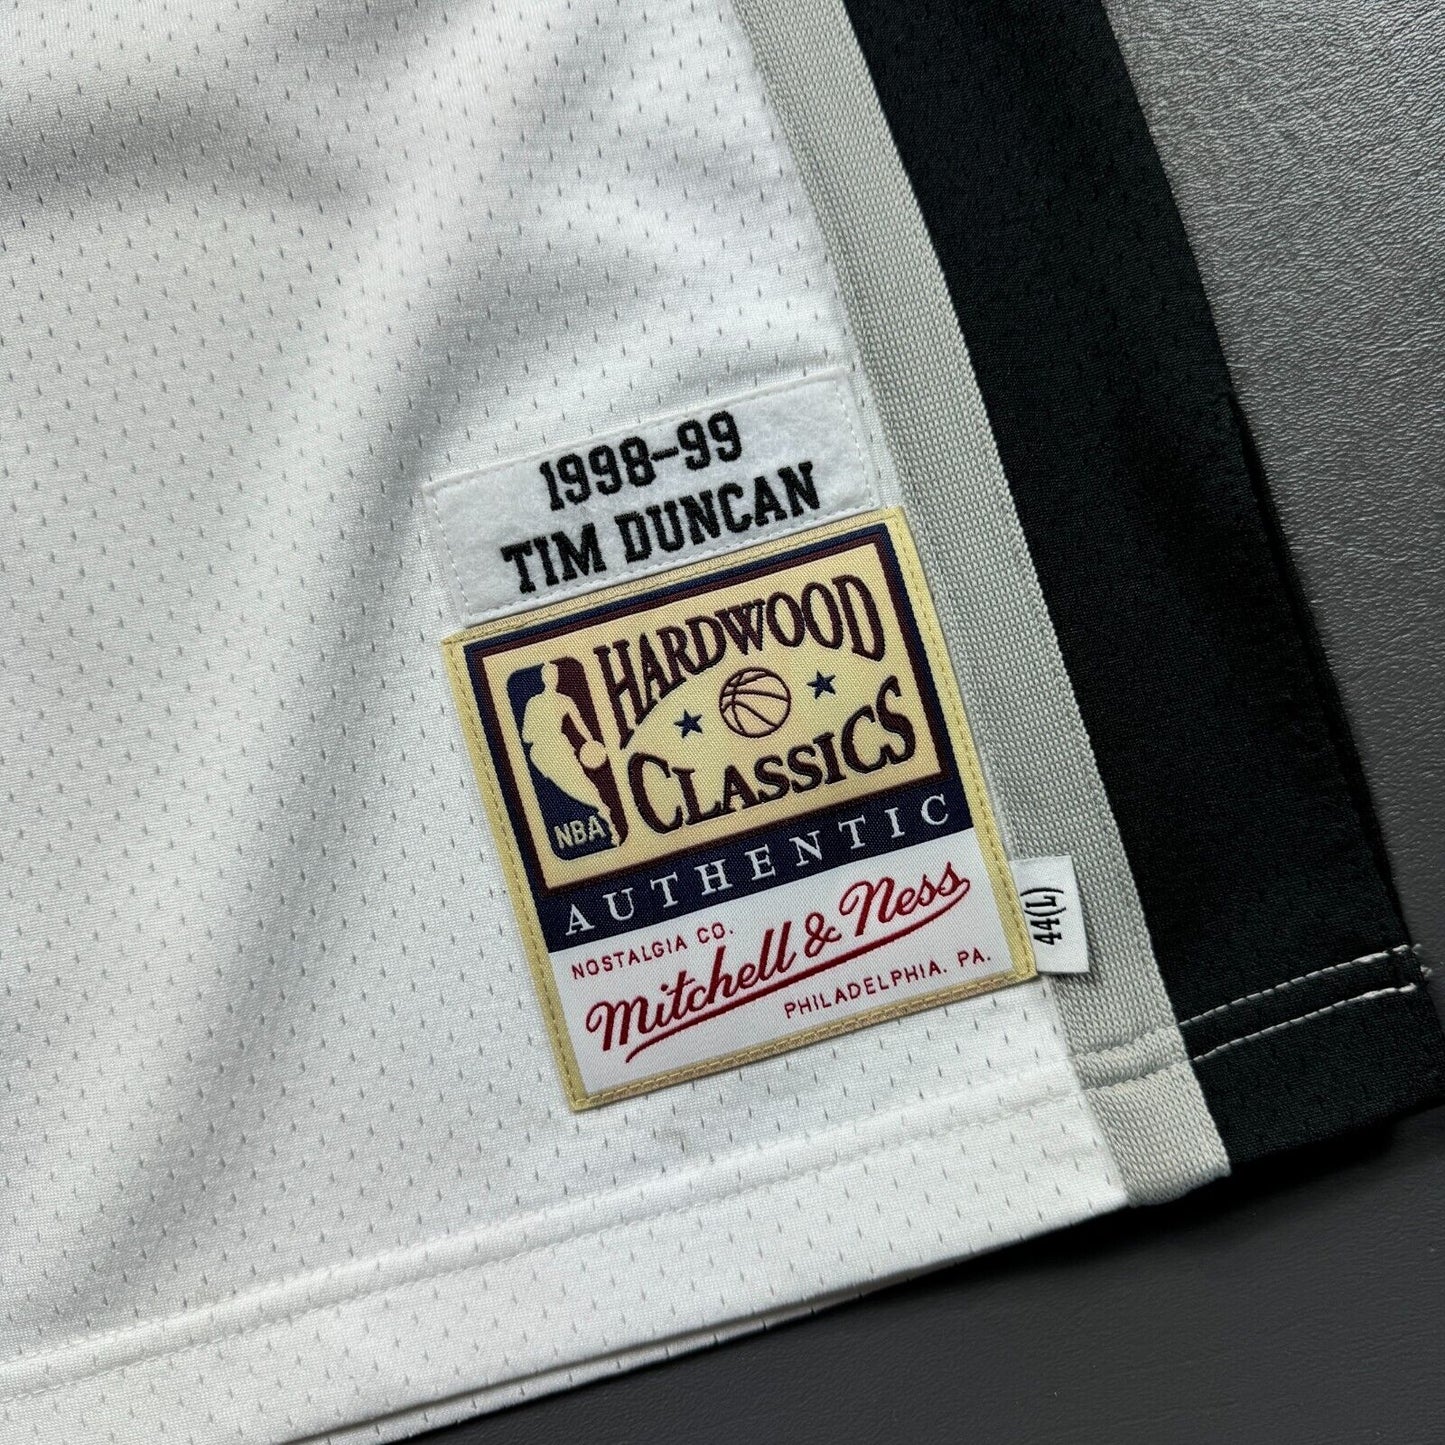 1998-99
TIM DUNCAN
HARDWOOD
CLASSICS
NBA
AUTHENTIC
NOSTALGIA CO.
Mitchell & Ness
PHILADELPHIA, PA.
44(L)